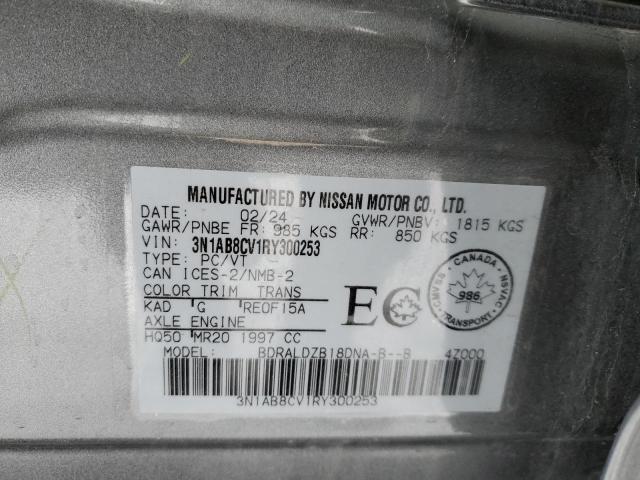 MANUFACTURED BY NISSAN MOTOR CO., LTD.
DATE: 02/24 GVWR/PNBV: 1815 KGS
GAWR/PNBE FR: 985 KGS RR: 850 KGS
VIN: 3N1AB8CV1RY300253
TYPE: PC/VT
CAN ICES-2/NMB-2
COLOR TRIM TRANS
KAD G RE0F15A
AXLE ENGINE
HQ50 MR20 1997 CC
MODEL: BDRALDZB18DNA-B--B 4Z000
3N1AB8CV1RY300253
EC
CANADA
CMVSS NSVAC
986
TRANSPORT